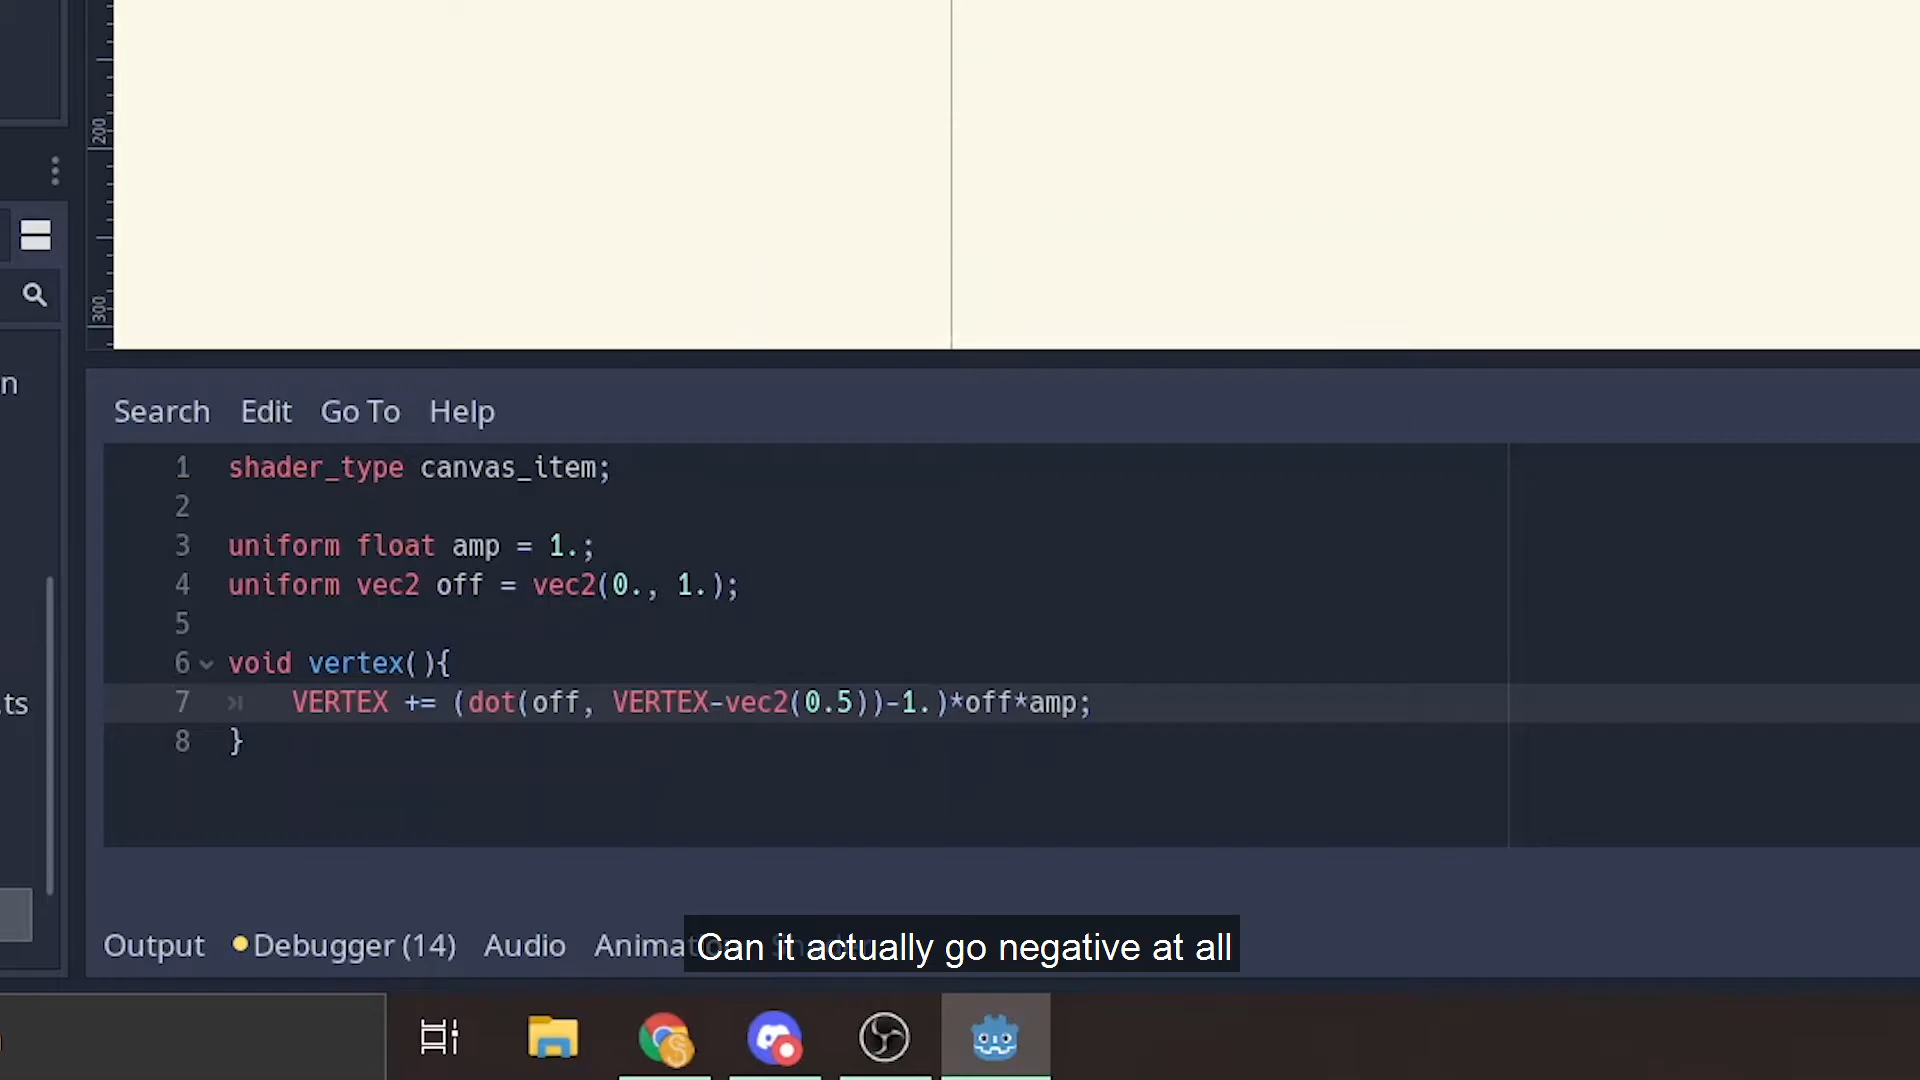 200
300
n
.ts
Search Edit Go To Help
1 shader_type canvas_item;
2
3 uniform float amp = 1.;
4 uniform vec2 off = vec2(0., 1.);
5
6 void vertex(){
7 VERTEX += (dot(off, VERTEX-vec2(0.5))-1.)*off*amp;
8 }
Output Debugger (14) Audio
Can it actually go negative at all